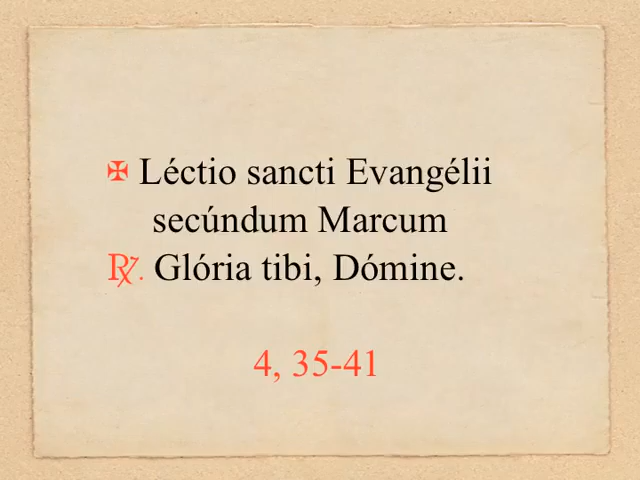 ✠ Léctio sancti Evangélii
secúndum Marcum
℟. Glória tibi, Dómine.
4, 35-41